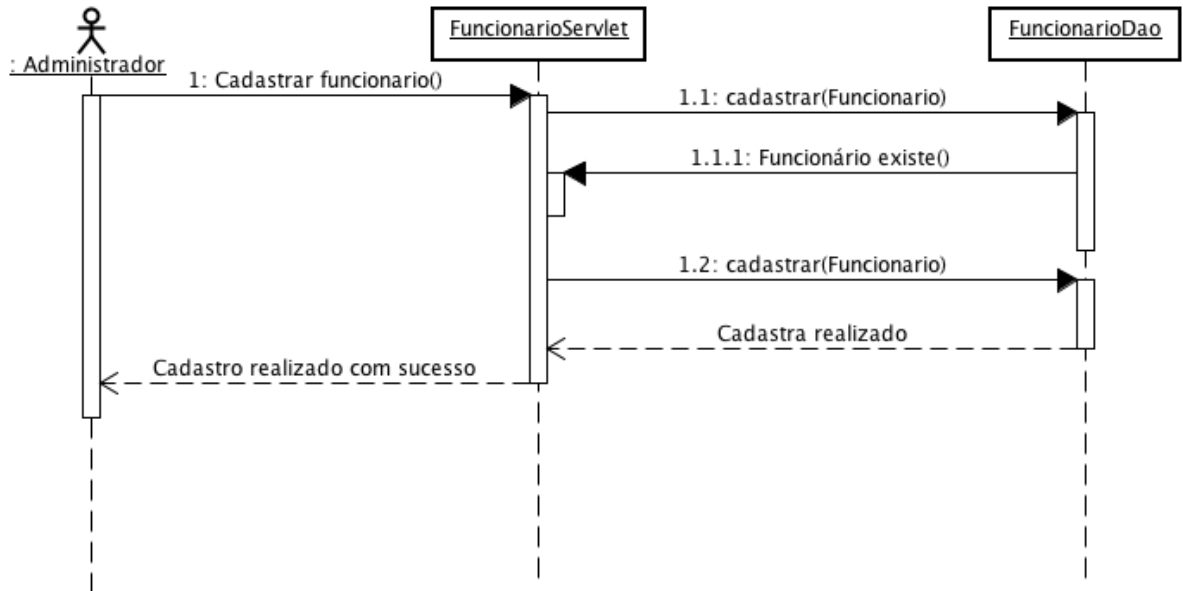 FuncionarioServlet
FuncionarioDao
: Administrador
1: Cadastrar funcionario()
1.1: cadastrar(Funcionario)
1.1.1: Funcionário existe()
1.2: cadastrar(Funcionario)
Cadastra realizado
Cadastro realizado com sucesso